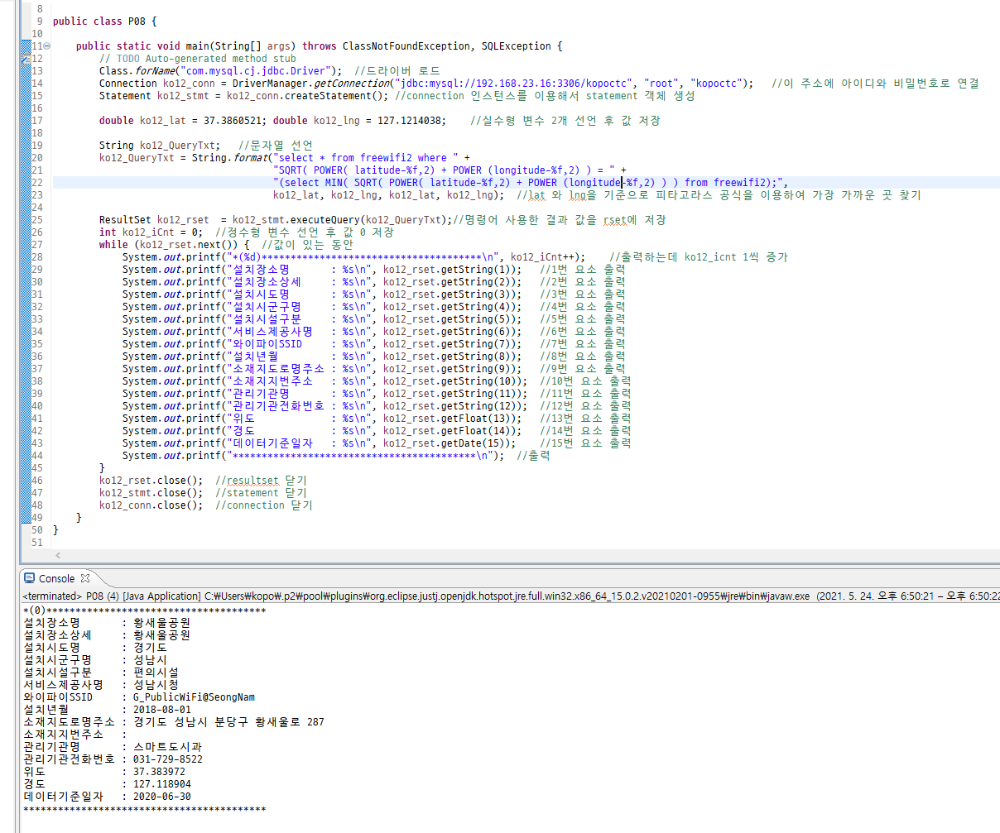 8
9 public class P08 {
10
11 public static void main(String[] args) throws ClassNotFoundException, SQLException {
12 // TODO Auto-generated method stub
13 Class.forName("com.mysql.cj.jdbc.Driver"); //드라이버 로드
14 Connection ko12_conn = DriverManager.getConnection("jdbc:mysql://192.168.23.16:3306/kopoctc", "root", "kopoctc"); //이 주소에 아이디와 비밀번호로 연결
15 Statement ko12_stmt = ko12_conn.createStatement(); //connection 인스턴스를 이용해서 statement 객체 생성
16
17 double ko12_lat = 37.3860521; double ko12_lng = 127.1214038; //실수형 변수 2개 선언 후 값 저장
18
19 String ko12_QueryTxt; //문자열 선언
20 ko12_QueryTxt = String.format("select * from freewifi2 where " +
21 "SQRT( POWER( latitude-%f,2) + POWER (longitude-%f,2) ) = " +
22 "(select MIN( SQRT( POWER( latitude-%f,2) + POWER (longitude-%f,2) ) ) from freewifi2);",
23 ko12_lat, ko12_lng, ko12_lat, ko12_lng); //lat 와 lng을 기준으로 피타고라스 공식을 이용하여 가장 가까운 곳 찾기
24
25 ResultSet ko12_rset = ko12_stmt.executeQuery(ko12_QueryTxt);//명령어 사용한 결과 값을 rset에 저장
26 int ko12_iCnt = 0; //정수형 변수 선언 후 값 0 저장
27 while (ko12_rset.next()) { //값이 있는 동안
28 System.out.printf("*(%d)**************************************\n", ko12_iCnt++); //출력하는데 ko12_icnt 1씩 증가
29 System.out.printf("설치장소명 : %s\n", ko12_rset.getString(1)); //1번 요소 출력
30 System.out.printf("설치장소상세 : %s\n", ko12_rset.getString(2)); //2번 요소 출력
31 System.out.printf("설치시도명 : %s\n", ko12_rset.getString(3)); //3번 요소 출력
32 System.out.printf("설치시군구명 : %s\n", ko12_rset.getString(4)); //4번 요소 출력
33 System.out.printf("설치시설구분 : %s\n", ko12_rset.getString(5)); //5번 요소 출력
34 System.out.printf("서비스제공사명 : %s\n", ko12_rset.getString(6)); //6번 요소 출력
35 System.out.printf("와이파이SSID : %s\n", ko12_rset.getString(7)); //7번 요소 출력
36 System.out.printf("설치년월 : %s\n", ko12_rset.getString(8)); //8번 요소 출력
37 System.out.printf("소재지도로명주소 : %s\n", ko12_rset.getString(9)); //9번 요소 출력
38 System.out.printf("소재지지번주소 : %s\n", ko12_rset.getString(10)); //10번 요소 출력
39 System.out.printf("관리기관명 : %s\n", ko12_rset.getString(11)); //11번 요소 출력
40 System.out.printf("관리기관전화번호 : %s\n", ko12_rset.getString(12)); //12번 요소 출력
41 System.out.printf("위도 : %s\n", ko12_rset.getFloat(13)); //13번 요소 출력
42 System.out.printf("경도 : %s\n", ko12_rset.getFloat(14)); //14번 요소 출력
43 System.out.printf("데이터기준일자 : %s\n", ko12_rset.getDate(15)); //15번 요소 출력
44 System.out.printf("******************************************\n"); //출력
45 }
46 ko12_rset.close(); //resultset 닫기
47 ko12_stmt.close(); //statement 닫기
48 ko12_conn.close(); //connection 닫기
49 }
50 }
51
Console
<terminated> P08 (4) [Java Application] C:₩Users₩kopo₩.p2₩pool₩plugins₩org.eclipse.justj.openjdk.hotspot.jre.full.win32.x86_64_15.0.2.v20210201-0955₩jre₩bin₩javaw.exe (2021. 5. 24. 오후 6:50:21 – 오후 6:50:22
*(0)**************************************
설치장소명 : 황새울공원
설치장소상세 : 황새울공원
설치시도명 : 경기도
설치시군구명 : 성남시
설치시설구분 : 편의시설
서비스제공사명 : 성남시청
와이파이SSID : G_PublicWiFi@SeongNam
설치년월 : 2018-08-01
소재지도로명주소 : 경기도 성남시 분당구 황새울로 287
소재지지번주소 :
관리기관명 : 스마트도시과
관리기관전화번호 : 031-729-8522
위도 : 37.383972
경도 : 127.118904
데이터기준일자 : 2020-06-30
******************************************